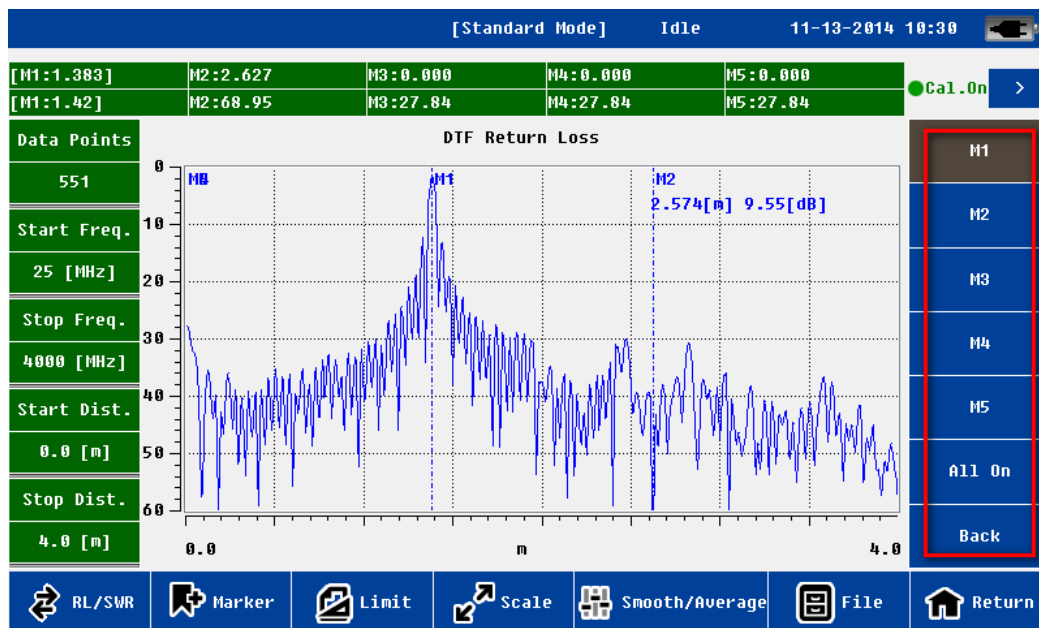 [Standard Mode] Idle 11-13-2014 10:30
[M1:1.383] M2:2.627 M3:0.000 M4:0.000 M5:0.000
[M1:1.42] M2:68.95 M3:27.84 M4:27.84 M5:27.84
Cal.On >
Data Points
551
Start Freq.
25 [MHz]
Stop Freq.
4000 [MHz]
Start Dist.
0.0 [m]
Stop Dist.
4.0 [m]
DTF Return Loss
M1 M2
2.574[m] 9.55[dB]
0
10
20
30
40
50
60
0.0 m 4.0
M1
M2
M3
M4
M5
All On
Back
RL/SWR Marker Limit Scale Smooth/Average File Return